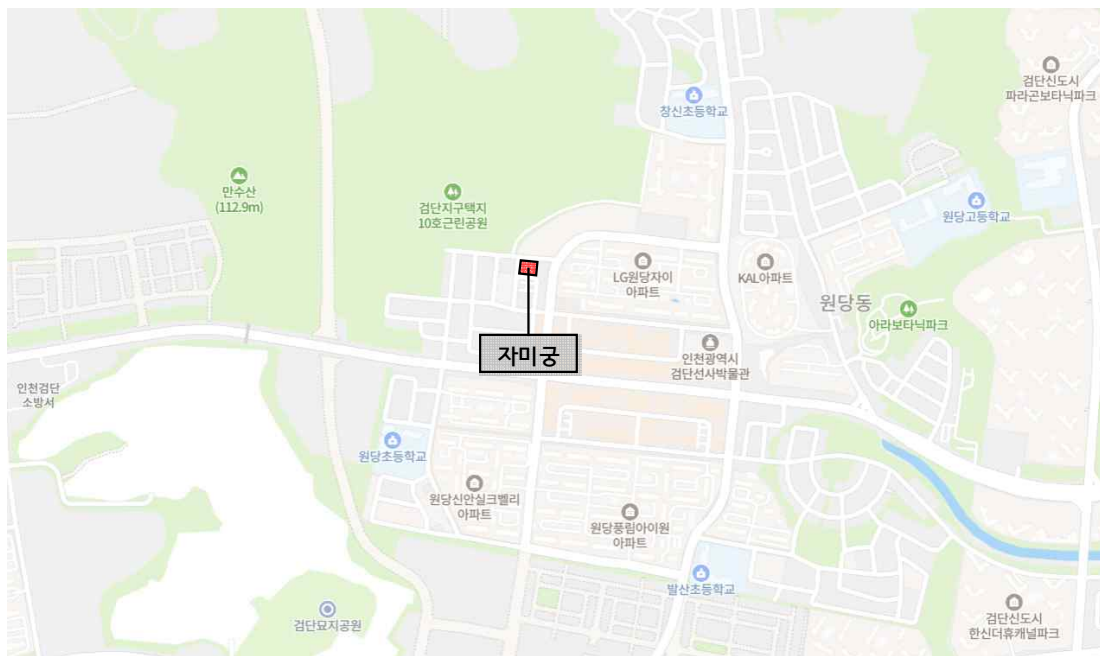 검단신도시
파라곤보타닉파크
창신초등학교
만수산
(112.9m)
검단지구택지
10호근린공원
원당고등학교
LG원당자이
아파트
KAL아파트
원당동
아라보타닉파크
자미궁
인천광역시
검단선사박물관
인천검단
소방서
원당초등학교
원당신안실크벨리
아파트
원당풍림아이원
아파트
발산초등학교
검단묘지공원
검단신도시
한신더휴캐널파크